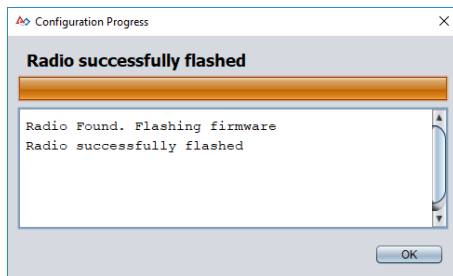 Configuration Progress
Radio successfully flashed
Radio Found. Flashing firmware
Radio successfully flashed
OK